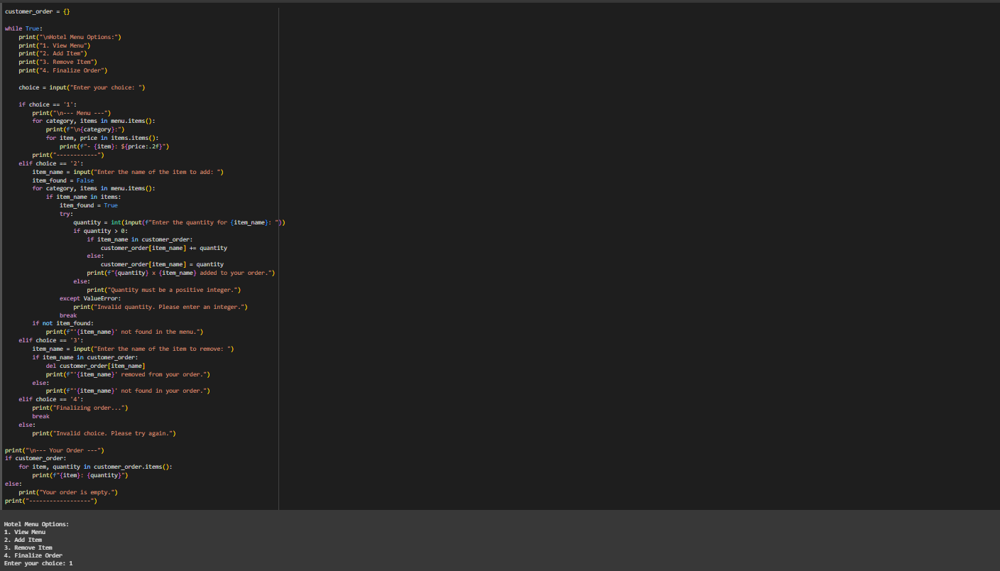 customer_order = {}

while True:
    print("\nHotel Menu Options:")
    print("1. View Menu")
    print("2. Add Item")
    print("3. Remove Item")
    print("4. Finalize Order")

    choice = input("Enter your choice: ")

    if choice == '1':
        print("\n--- Menu ---")
        for category, items in menu.items():
            print(f"\n{category}:")
            for item, price in items.items():
                print(f"- {item}: ${price:.2f}")
        print("------------")
    elif choice == '2':
        item_name = input("Enter the name of the item to add: ")
        item_found = False
        for category, items in menu.items():
            if item_name in items:
                item_found = True
                try:
                    quantity = int(input(f"Enter the quantity for {item_name}: "))
                    if quantity > 0:
                        if item_name in customer_order:
                            customer_order[item_name] += quantity
                        else:
                            customer_order[item_name] = quantity
                        print(f"{quantity} x {item_name} added to your order.")
                    else:
                        print("Quantity must be a positive integer.")
                except ValueError:
                    print("Invalid quantity. Please enter an integer.")
                break
        if not item_found:
            print(f"'{item_name}' not found in the menu.")
    elif choice == '3':
        item_name = input("Enter the name of the item to remove: ")
        if item_name in customer_order:
            del customer_order[item_name]
            print(f"'{item_name}' removed from your order.")
        else:
            print(f"'{item_name}' not found in your order.")
    elif choice == '4':
        print("Finalizing order...")
        break
    else:
        print("Invalid choice. Please try again.")

print("\n--- Your Order ---")
if customer_order:
    for item, quantity in customer_order.items():
        print(f"{item}: {quantity}")
else:
    print("Your order is empty.")
print("------------------")

Hotel Menu Options:
1. View Menu
2. Add Item
3. Remove Item
4. Finalize Order
Enter your choice: 1